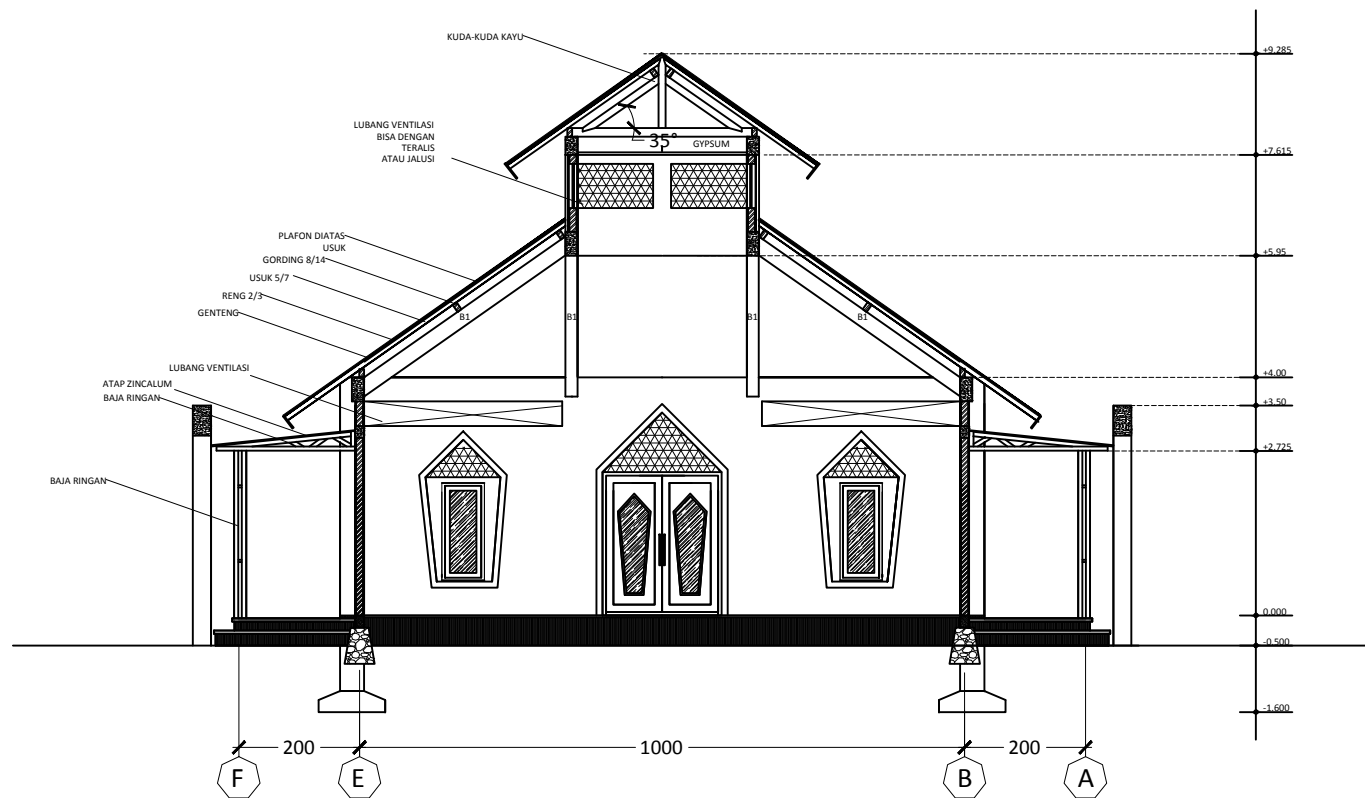 KUDA-KUDA KAYU
+9.285
LUBANG VENTILASI
BISA DENGAN
TERALIS
ATAU JALUSI
35°
GYPSUM
+7.615
PLAFON DIATAS
USUK
GORDING 8/14
USUK 5/7
RENG 2/3
GENTENG
+5.95
B1
B1
B1
B1
LUBANG VENTILASI
ATAP ZINCALUM
BAJA RINGAN
+4.00
+3.50
+2.725
BAJA RINGAN
0.000
-0.500
-1.600
200
1000
200
F
E
B
A